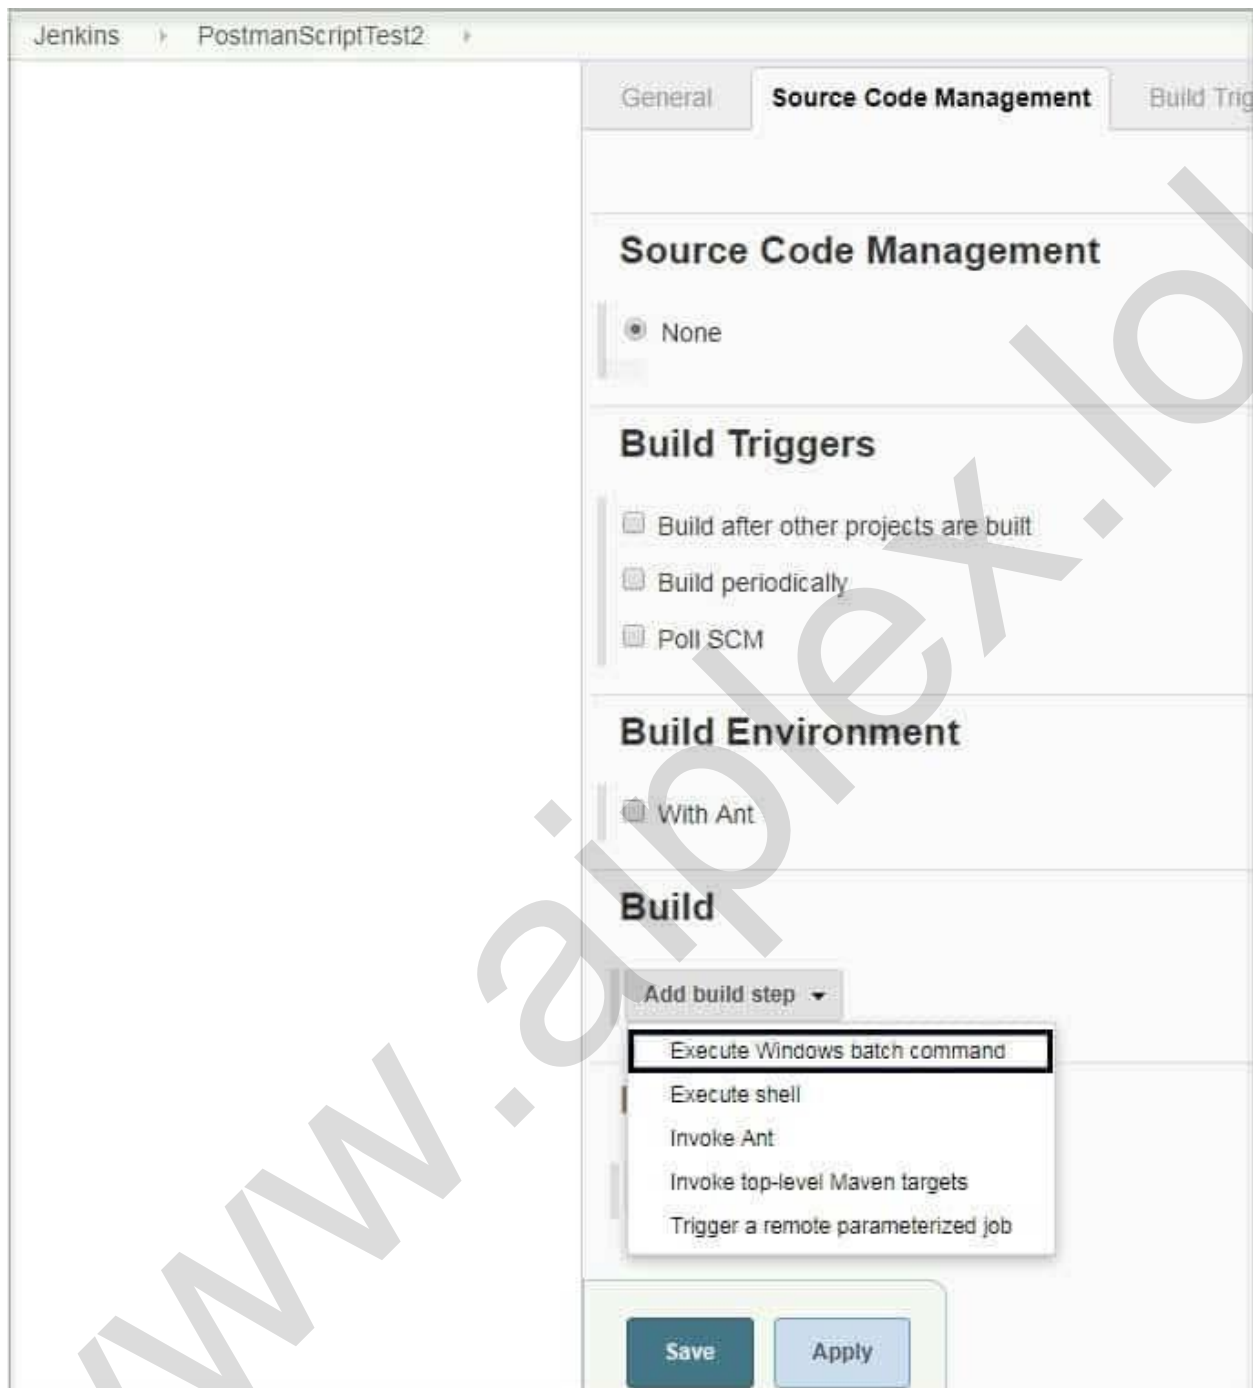 Jenkins PostmanScriptTest2
General Source Code Management Build Trig
Source Code Management
None
Build Triggers
Build after other projects are built
Build periodically
Poll SCM
Build Environment
With Ant
Build
Add build step
Execute Windows batch command
Execute shell
Invoke Ant
Invoke top-level Maven targets
Trigger a remote parameterized job
Save Apply
www.aiplex.lol